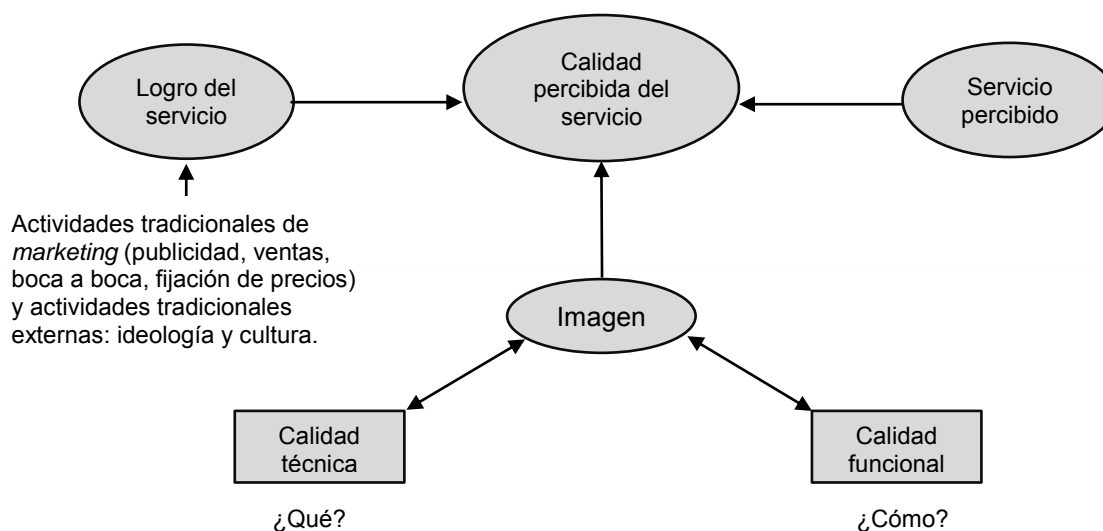 Logro del
servicio
Calidad
percibida del
servicio
Servicio
percibido
Actividades tradicionales de
marketing (publicidad, ventas,
boca a boca, fijación de precios)
y actividades tradicionales
externas: ideología y cultura.
Imagen
Calidad
técnica
Calidad
funcional
¿Qué?
¿Cómo?